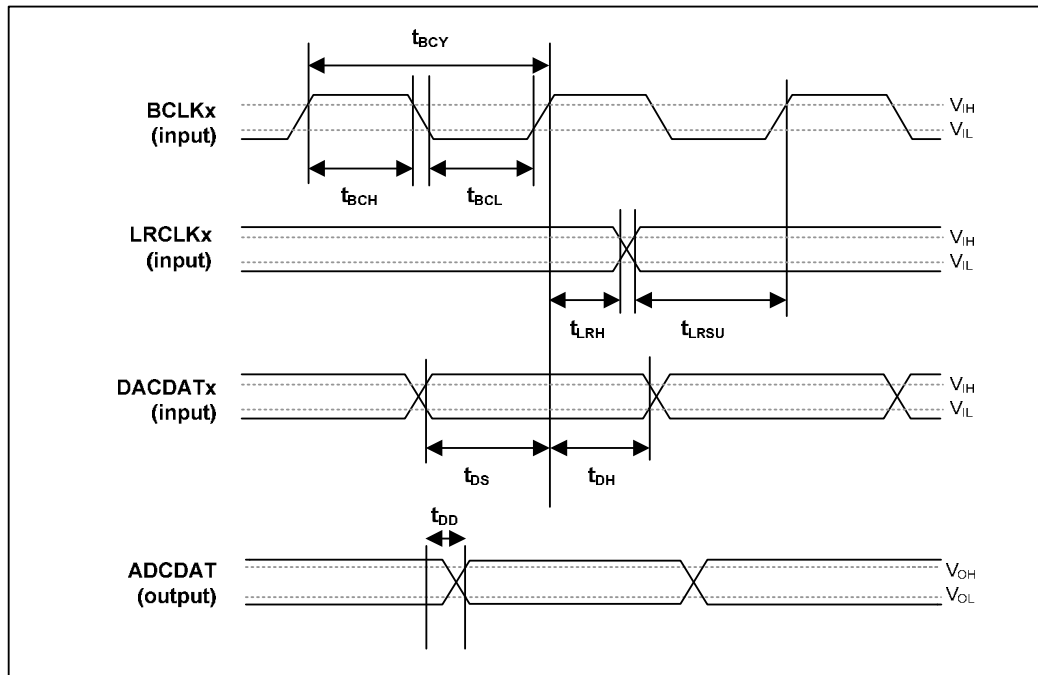 tBCY
BCLKx
(input)
VIH
VIL
tBCH
tBCL
LRCLKx
(input)
VIH
VIL
tLRH
tLRSU
DACDATx
(input)
VIH
VIL
tDS
tDH
tDD
ADCDAT
(output)
VOH
VOL